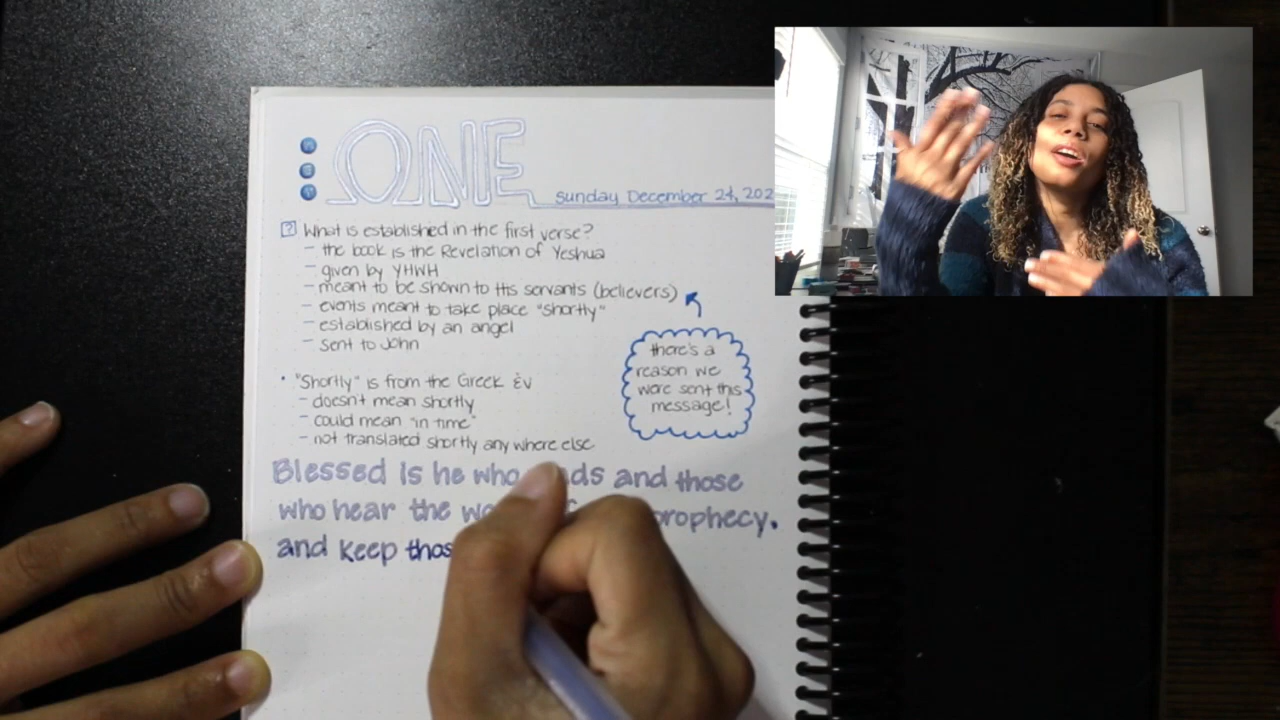 ONE
Sunday December 24, 202
? What is established in the first verse?
- the book is the Revelation of Yeshua
- given by YHWH
- meant to be shown to His servants (believers)
- events meant to take place "shortly"
- established by an angel
- sent to John
there's a
reason we
were sent this
message!
• "Shortly" is from the Greek ἐν
- doesn't mean shortly
- could mean "in time"
- not translated shortly any where else
Blessed is he who and those
who hear the prophecy.
and keep